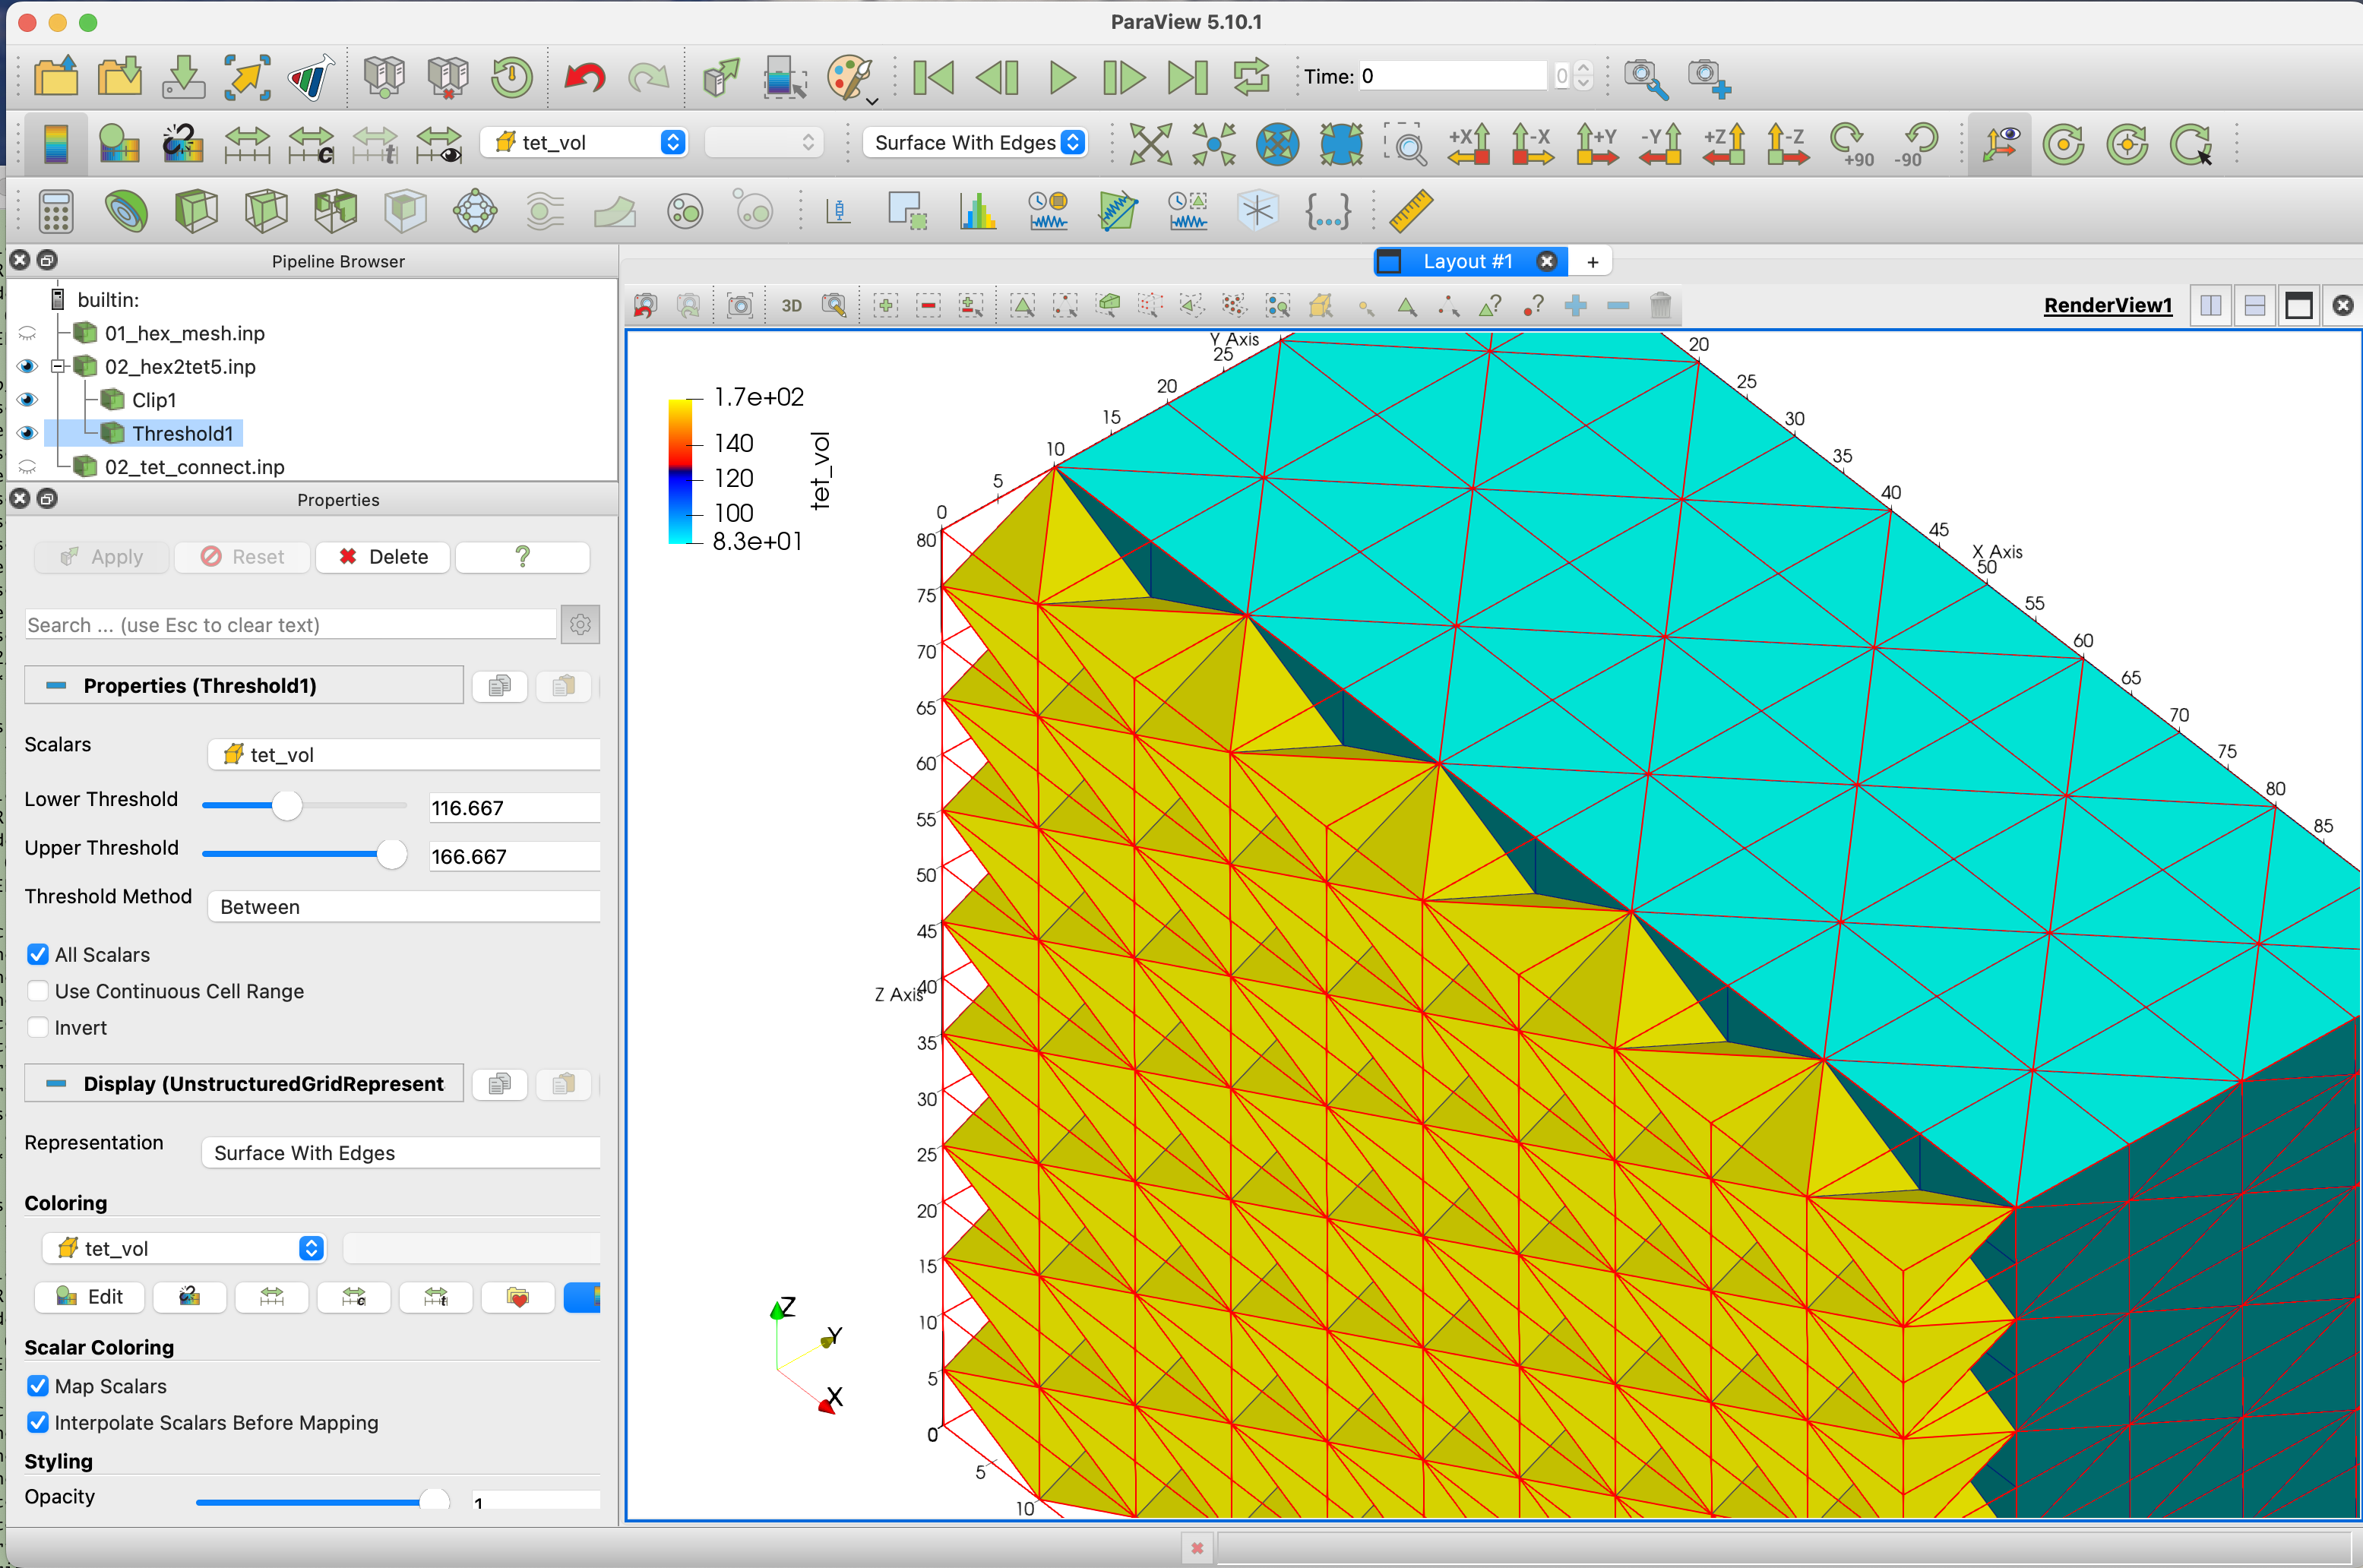 ParaView 5.10.1
Time: 0 0
tet_vol Surface With Edges +X -X +Y -Y +Z -Z +90 -90
Pipeline Browser
Layout #1 +
builtin:
01_hex_mesh.inp
02_hex2tet5.inp
Clip1
Threshold1
02_tet_connect.inp
3D
RenderView1
Properties
Apply Reset Delete ?
Search ... (use Esc to clear text)
Properties (Threshold1)
Scalars tet_vol
Lower Threshold 116.667
Upper Threshold 166.667
Threshold Method Between
All Scalars
Use Continuous Cell Range
Invert
Display (UnstructuredGridRepresent
Representation Surface With Edges
Coloring
tet_vol
Edit
Scalar Coloring
Map Scalars
Interpolate Scalars Before Mapping
Styling
Opacity 1
1.7e+02
140
120
100
8.3e+01
tet_vol
Y Axis
25
20
15
10
5
0
20
25
30
35
40
45
X Axis
50
55
60
65
70
75
80
85
80
75
70
65
60
55
50
45
Z Axis
40
35
30
25
20
15
10
5
0
5
10
Z
Y
X